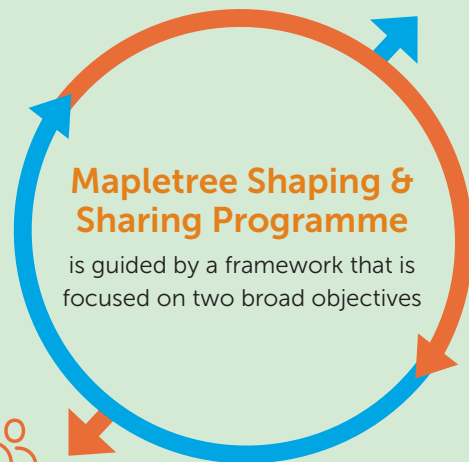 Mapletree Shaping &
Sharing Programme
is guided by a framework that is
focused on two broad objectives